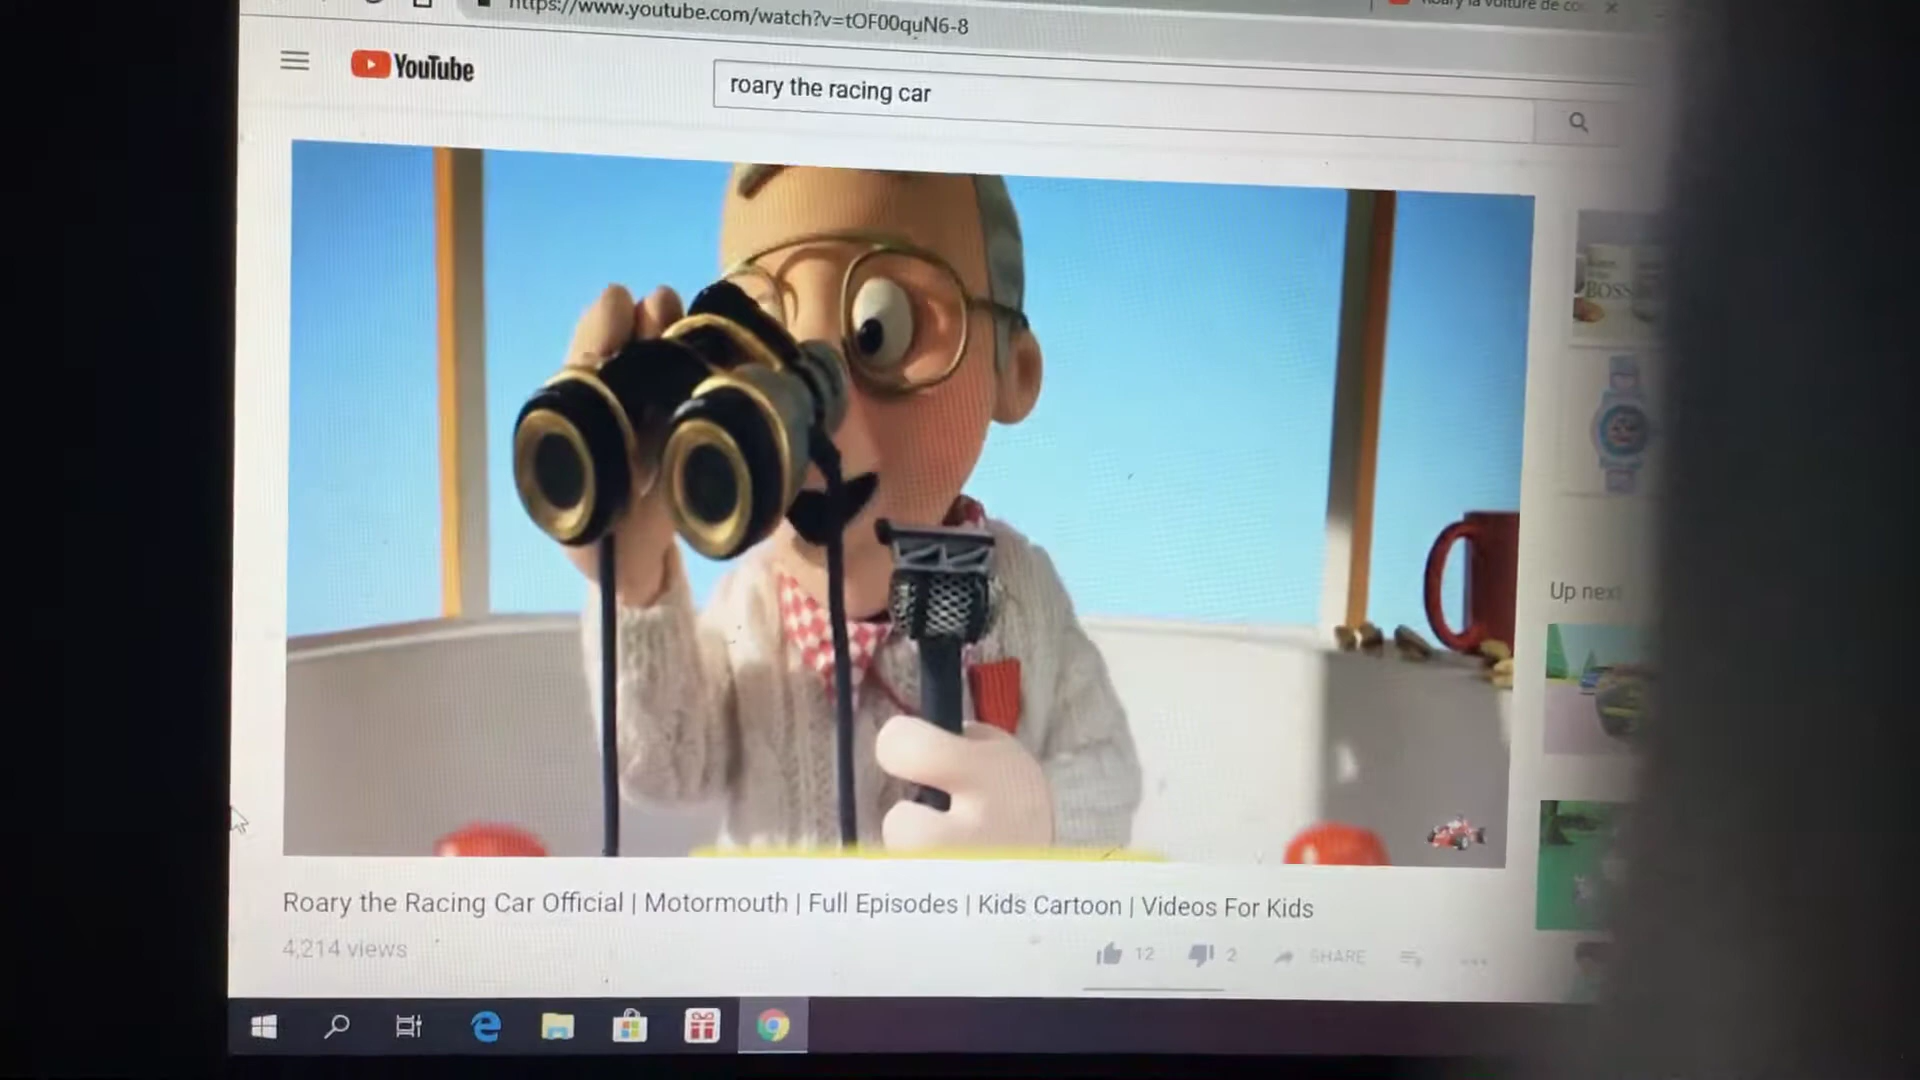 https://www.youtube.com/watch?v=tOF00quN6-8
YouTube
roary the racing car
BOSS
Up next
Roary the Racing Car Official | Motormouth | Full Episodes | Kids Cartoon | Videos For Kids
4,214 views
12
2
SHARE